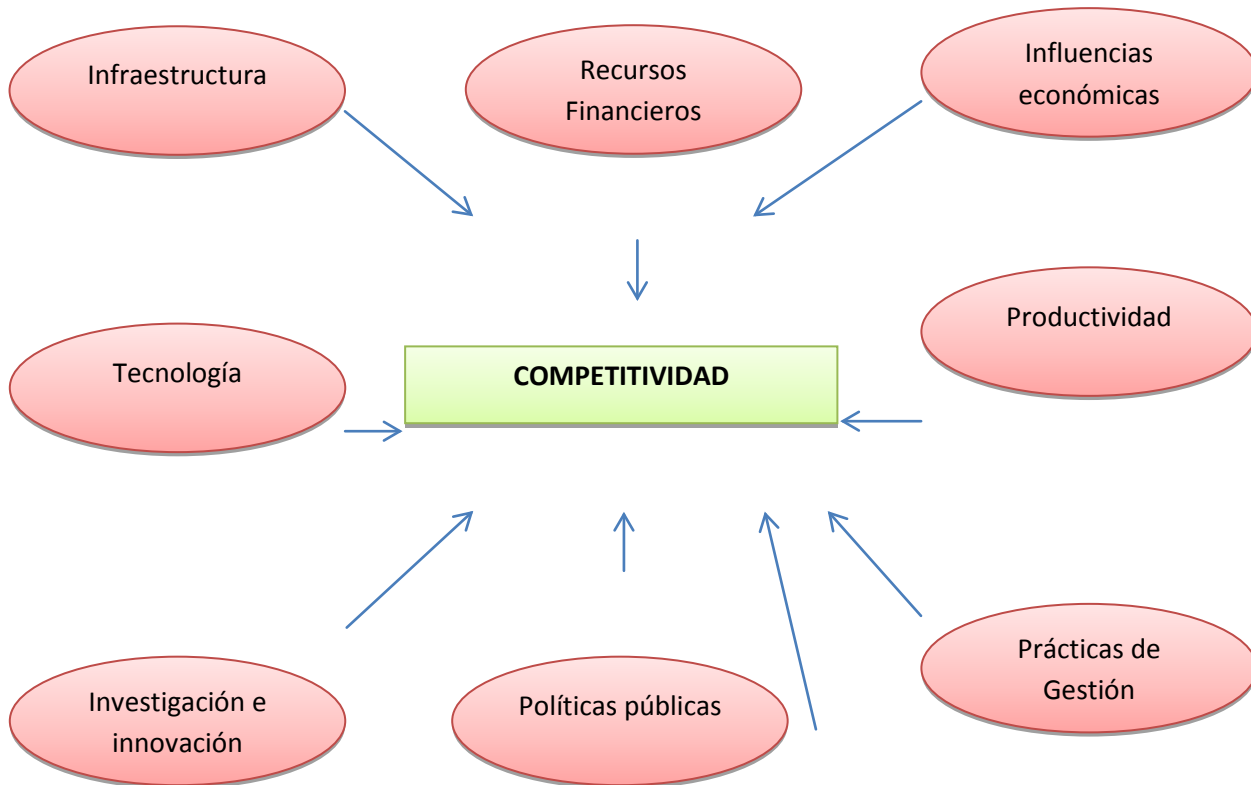 Infraestructura
Recursos
Financieros
Influencias
económicas
Tecnología
COMPETITIVIDAD
Productividad
Investigación e
innovación
Políticas públicas
Prácticas de
Gestión